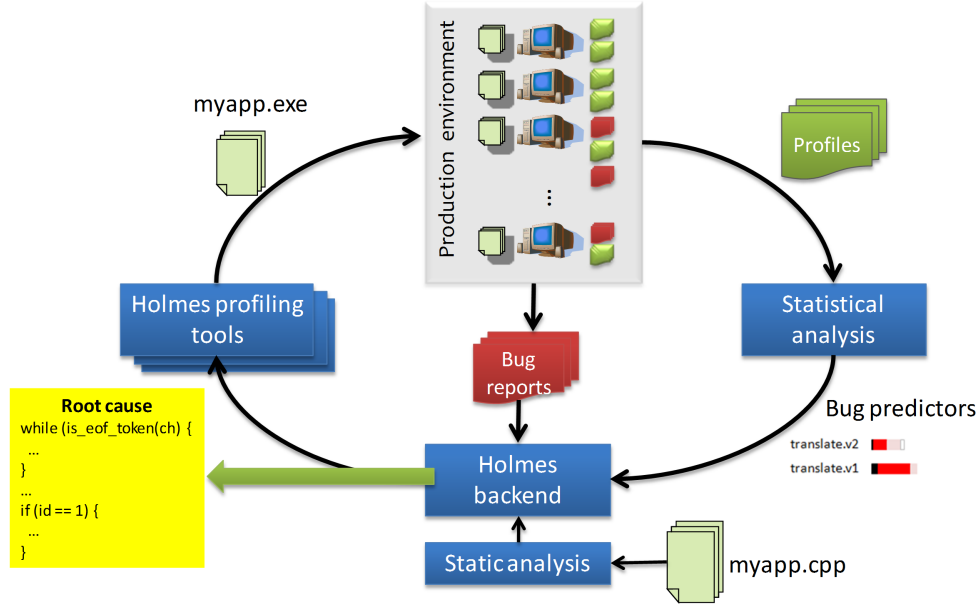 myapp.exe
Production environment
...
Profiles
Holmes profiling
tools
Statistical
analysis
Bug
reports
Root cause
while (is_eof_token(ch) {
...
}
...
if (id == 1) {
...
}
Bug predictors
translate.v2
translate.v1
Holmes
backend
Static analysis
myapp.cpp